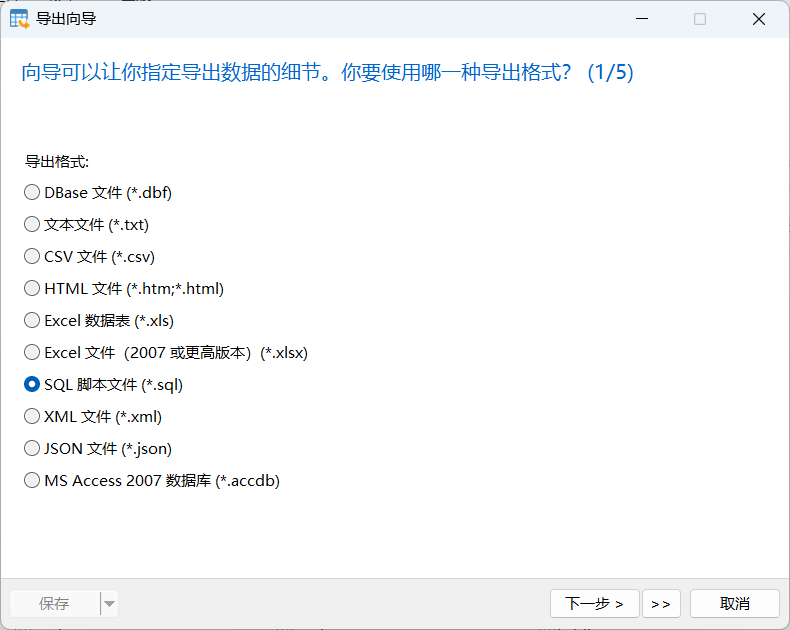 导出向导
向导可以让你指定导出数据的细节。你要使用哪一种导出格式？ (1/5)
导出格式:
DBase 文件 (*.dbf)
文本文件 (*.txt)
CSV 文件 (*.csv)
HTML 文件 (*.htm;*.html)
Excel 数据表 (*.xls)
Excel 文件（2007 或更高版本）(*.xlsx)
SQL 脚本文件 (*.sql)
XML 文件 (*.xml)
JSON 文件 (*.json)
MS Access 2007 数据库 (*.accdb)
保存 下一步 > >> 取消